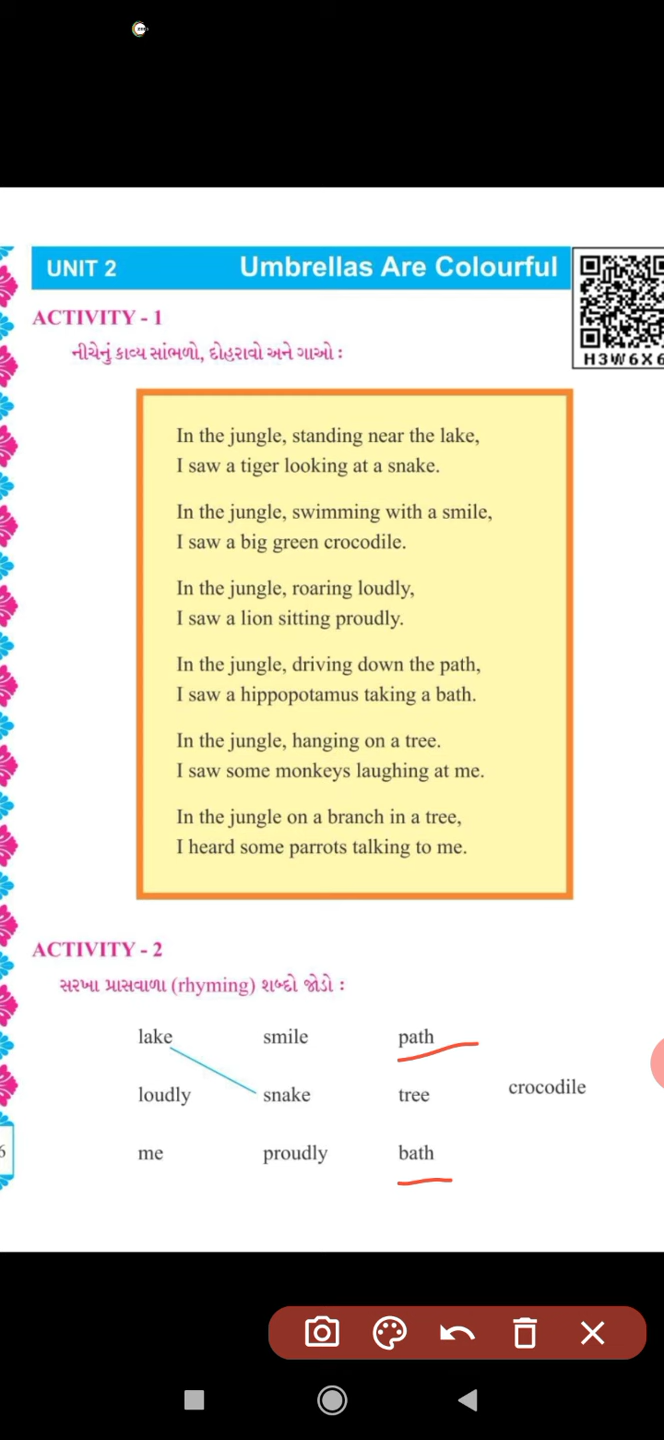 UNIT 2 Umbrellas Are Colourful
H3W6X6
ACTIVITY - 1
નીચેનું કાવ્ય સાંભળો, દોહરાવો અને ગાઓ :
In the jungle, standing near the lake,
I saw a tiger looking at a snake.
In the jungle, swimming with a smile,
I saw a big green crocodile.
In the jungle, roaring loudly,
I saw a lion sitting proudly.
In the jungle, driving down the path,
I saw a hippopotamus taking a bath.
In the jungle, hanging on a tree.
I saw some monkeys laughing at me.
In the jungle on a branch in a tree,
I heard some parrots talking to me.
ACTIVITY - 2
સરખા પ્રાસવાળા (rhyming) શબ્દો જોડો :
lake smile path
crocodile
loudly snake tree
me proudly bath
6